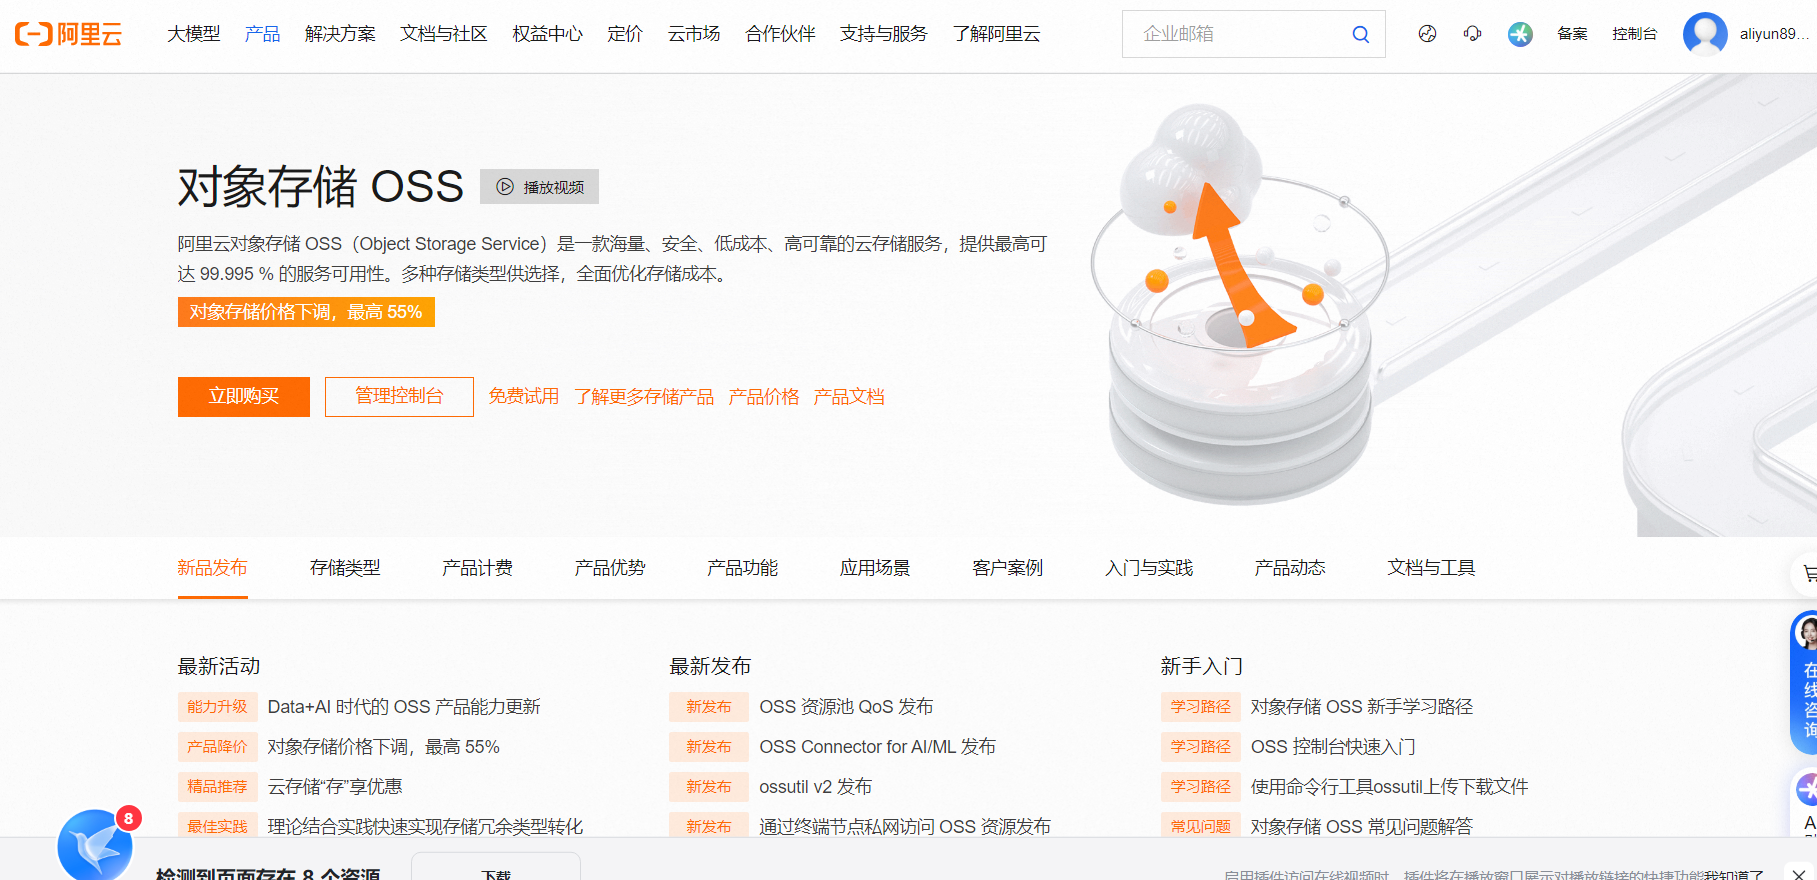 阿里云
大模型 产品 解决方案 文档与社区 权益中心 定价 云市场 合作伙伴 支持与服务 了解阿里云
企业邮箱
备案 控制台 aliyun89...
对象存储 OSS
播放视频
阿里云对象存储 OSS（Object Storage Service）是一款海量、安全、低成本、高可靠的云存储服务，提供最高可
达 99.995 % 的服务可用性。多种存储类型供选择，全面优化存储成本。
对象存储价格下调，最高 55%
立即购买 管理控制台 免费试用 了解更多存储产品 产品价格 产品文档
新品发布 存储类型 产品计费 产品优势 产品功能 应用场景 客户案例 入门与实践 产品动态 文档与工具
最新活动
能力升级 Data+AI 时代的 OSS 产品能力更新
产品降价 对象存储价格下调，最高 55%
精品推荐 云存储“存”享优惠
最佳实践 理论结合实践快速实现存储冗余类型转化
最新发布
新发布 OSS 资源池 QoS 发布
新发布 OSS Connector for AI/ML 发布
新发布 ossutil v2 发布
新发布 通过终端节点私网访问 OSS 资源发布
新手入门
学习路径 对象存储 OSS 新手学习路径
学习路径 OSS 控制台快速入门
学习路径 使用命令行工具ossutil上传下载文件
常见问题 对象存储 OSS 常见问题解答
在线咨询
8
检测到页面存在 8 个资源
下载
启用插件访问在线视频时，插件将在播放窗口展示对播放链接的快捷功能我知道了